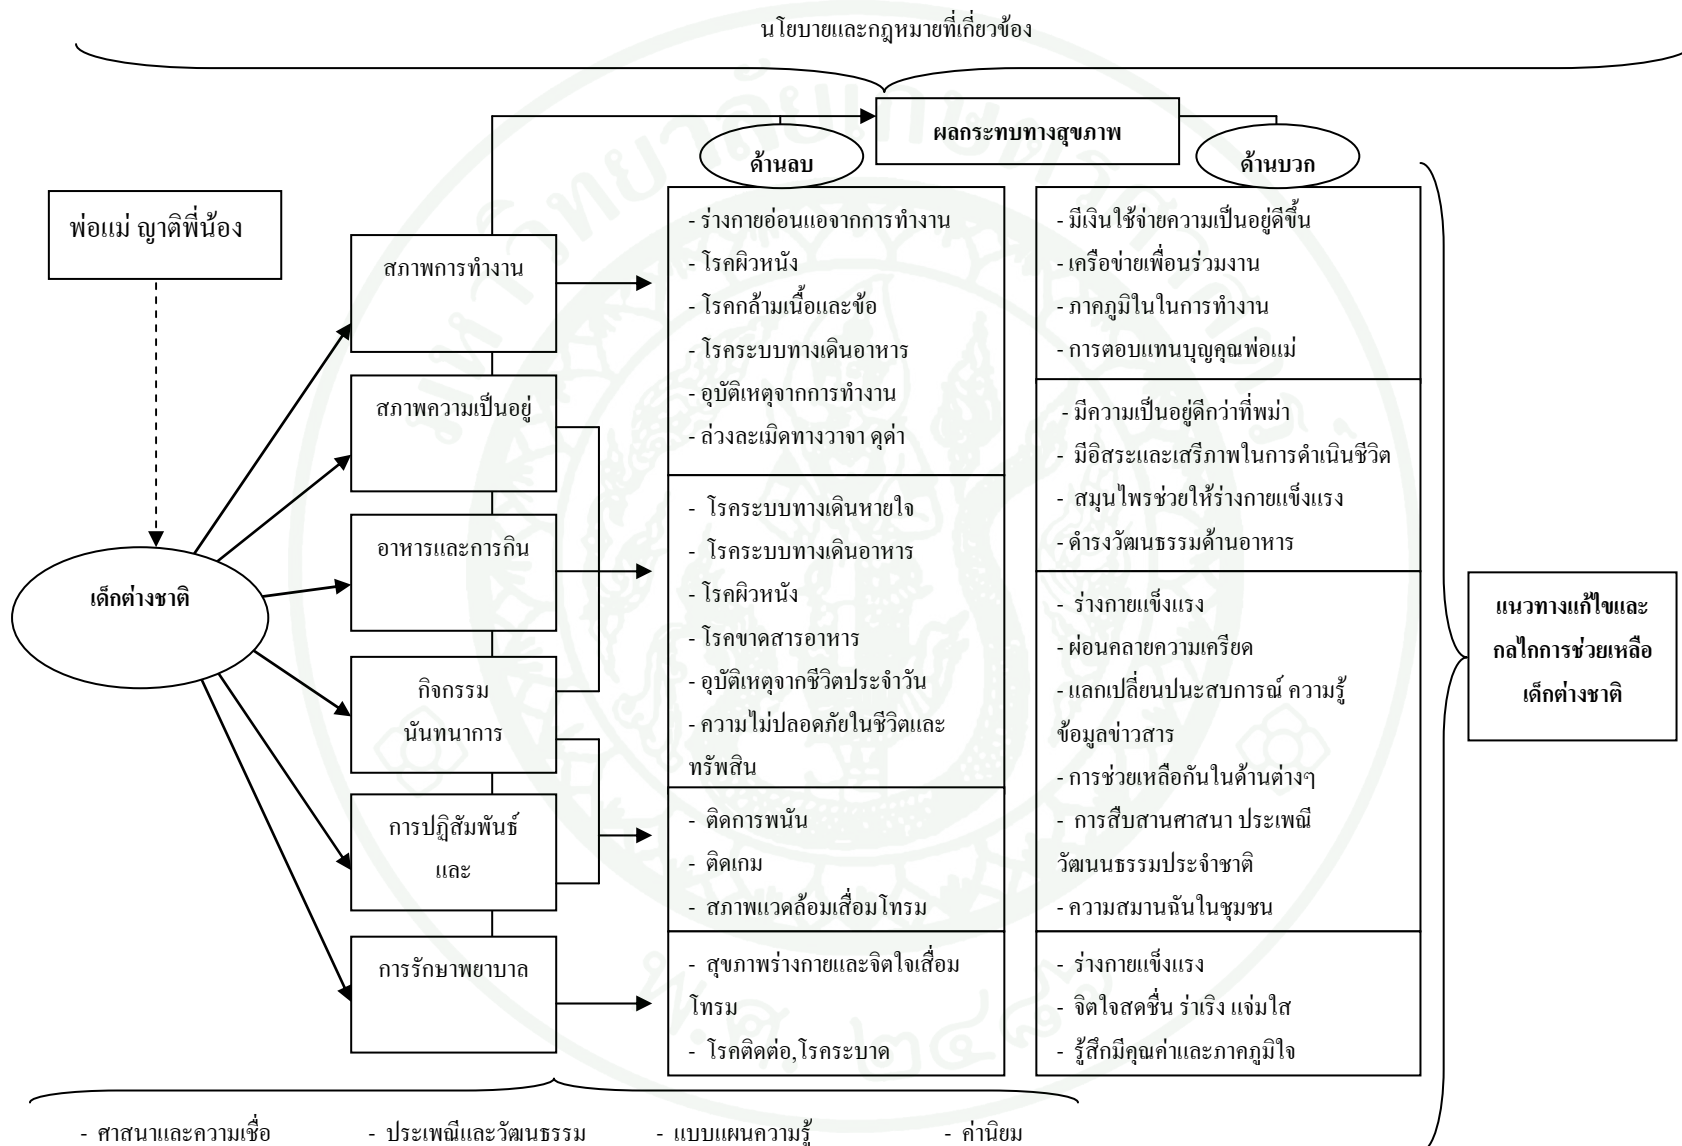 นโยบายและกฎหมายที่เกี่ยวข้อง
ผลกระทบทางสุขภาพ
ด้านลบ
ด้านบวก
พ่อแม่ ญาติพี่น้อง
เด็กต่างชาติ
สภาพการทำงาน
สภาพความเป็นอยู่
อาหารและการกิน
กิจกรรม
นันทนาการ
การปฏิสัมพันธ์
และ
การรักษาพยาบาล
- ร่างกายอ่อนแอจากการทำงาน
- โรคผิวหนัง
- โรคกล้ามเนื้อและข้อ
- โรคระบบทางเดินอาหาร
- อุบัติเหตุจากการทำงาน
- ล่วงละเมิดทางวาจา ดุด่า
- โรคระบบทางเดินหายใจ
- โรคระบบทางเดินอาหาร
- โรคผิวหนัง
- โรคขาดสารอาหาร
- อุบัติเหตุจากชีวิตประจำวัน
- ความไม่ปลอดภัยในชีวิตและ
ทรัพสิน
- ติดการพนัน
- ติดเกม
- สภาพแวดล้อมเสื่อมโทรม
- สุขภาพร่างกายและจิตใจเสื่อม
โทรม
- โรคติดต่อ,โรคระบาด
- มีเงินใช้จ่ายความเป็นอยู่ดีขึ้น
- เครือข่ายเพื่อนร่วมงาน
- ภาคภูมิในในการทำงาน
- การตอบแทนบุญคุณพ่อแม่
- มีความเป็นอยู่ดีกว่าที่พม่า
- มีอิสระและเสรีภาพในการดำเนินชีวิต
- สมุนไพรช่วยให้ร่างกายแข็งแรง
- ดำรงวัฒนธรรมด้านอาหาร
- ร่างกายแข็งแรง
- ผ่อนคลายความเครียด
- แลกเปลี่ยนปนะสบการณ์ ความรู้
ข้อมูลข่าวสาร
- การช่วยเหลือกันในด้านต่างๆ
- การสืบสานศาสนา ประเพณี
วัฒนนธรรมประจำชาติ
- ความสมานฉันในชุมชน
- ร่างกายแข็งแรง
- จิตใจสดชื่น ร่าเริง แจ่มใส
- รู้สึกมีคุณค่าและภาคภูมิใจ
แนวทางแก้ไขและ
กลไกการช่วยเหลือ
เด็กต่างชาติ
- ศาสนาและความเชื่อ - ประเพณีและวัฒนธรรม - แบบแผนความรู้ - ค่านิยม
มหาวิทยาลัยเกษตรศาสตร์
พ.ศ. ๒๔๘๖